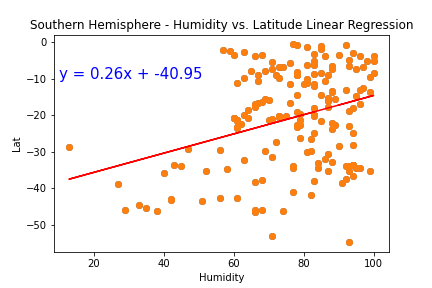 Southern Hemisphere - Humidity vs. Latitude Linear Regression
0
y = 0.26x + -40.95
−10
−20
Lat
−30
−40
−50
20 40 60 80 100
Humidity